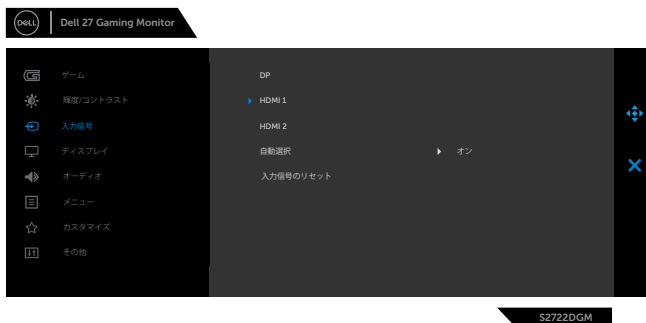 DELL
Dell 27 Gaming Monitor
ゲーム
輝度/コントラスト
入力信号
ディスプレイ
オーディオ
メニュー
カスタマイズ
その他
DP
HDMI 1
HDMI 2
自動選択 オン
入力信号のリセット
S2722DGM